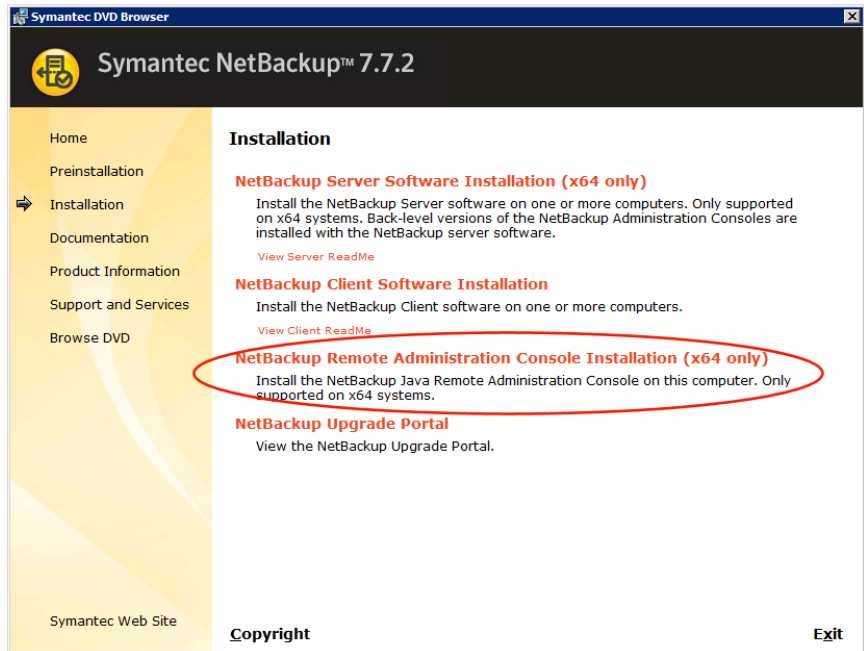 Symantec DVD Browser
Symantec NetBackup™ 7.7.2
Home
Preinstallation
Installation
Documentation
Product Information
Support and Services
Browse DVD
Symantec Web Site
Installation
NetBackup Server Software Installation (x64 only)
Install the NetBackup Server software on one or more computers. Only supported
on x64 systems. Back-level versions of the NetBackup Administration Consoles are
installed with the NetBackup server software.
View Server ReadMe
NetBackup Client Software Installation
Install the NetBackup Client software on one or more computers.
View Client ReadMe
NetBackup Remote Administration Console Installation (x64 only)
Install the NetBackup Java Remote Administration Console on this computer. Only
supported on x64 systems.
NetBackup Upgrade Portal
View the NetBackup Upgrade Portal.
Copyright
Exit